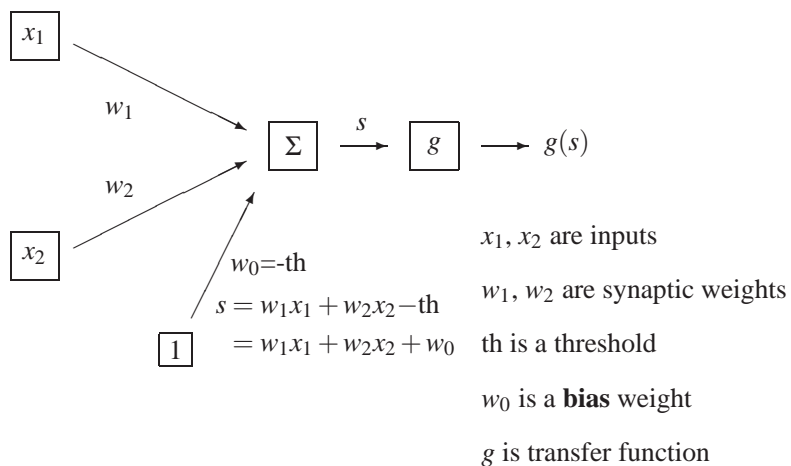 x₁
w₁
s
Σ
g
g(s)
w₂
x₂
x₁, x₂ are inputs
w₀=-th
w₁, w₂ are synaptic weights
s = w₁x₁ + w₂x₂−th
1
= w₁x₁ + w₂x₂ + w₀
th is a threshold
w₀ is a bias weight
g is transfer function